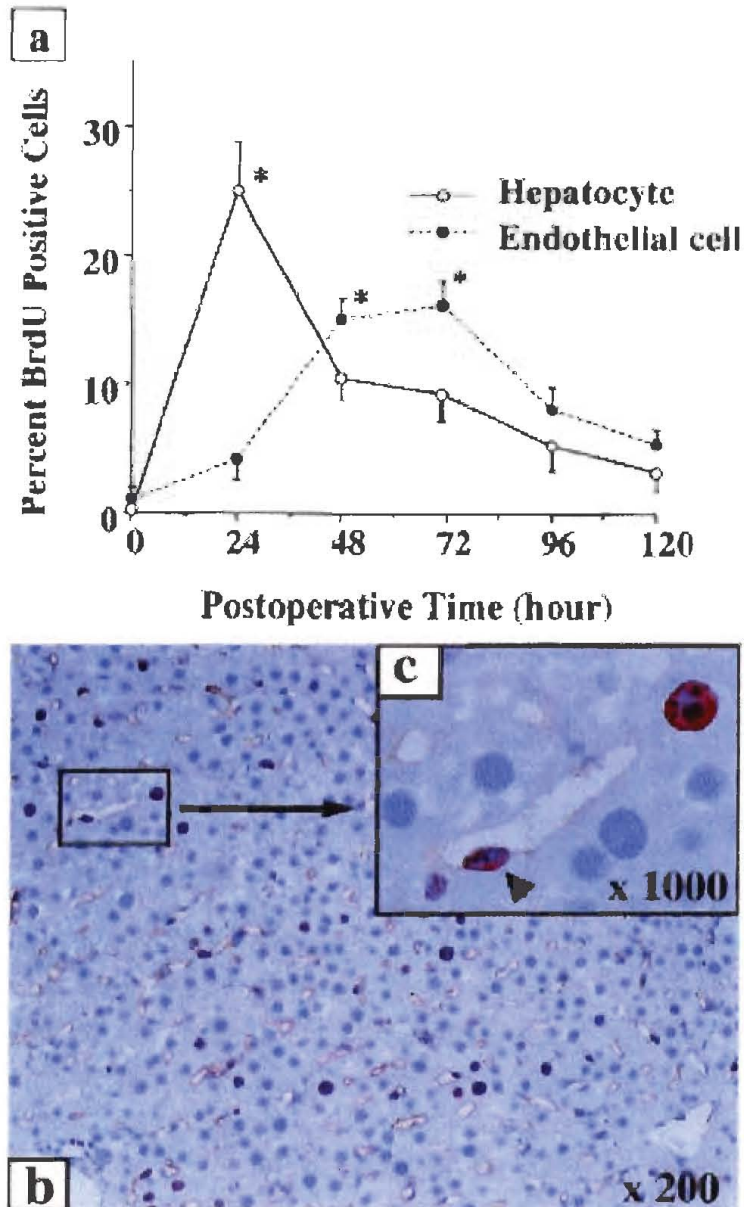 a
Percent BrdU Positive Cells
30
20
10
0
Hepatocyte
Endothelial cell
*
*
*
0 24 48 72 96 120
Postoperative Time (hour)
c
x 1000
b
x 200